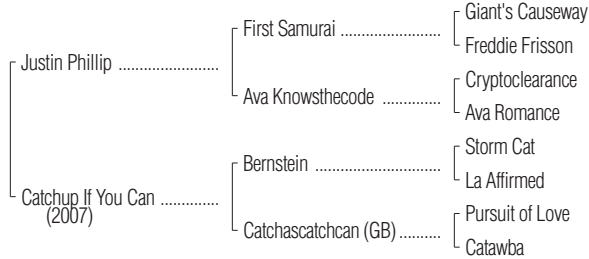 Giant's Causeway
First Samurai ....................
Freddie Frisson
Justin Phillip ....................
Cryptoclearance
Ava Knowsthecode ............
Ava Romance
Storm Cat
Bernstein .........................
La Affirmed
Catchup If You Can ............
(2007)
Pursuit of Love
Catchascatchcan (GB) ........
Catawba